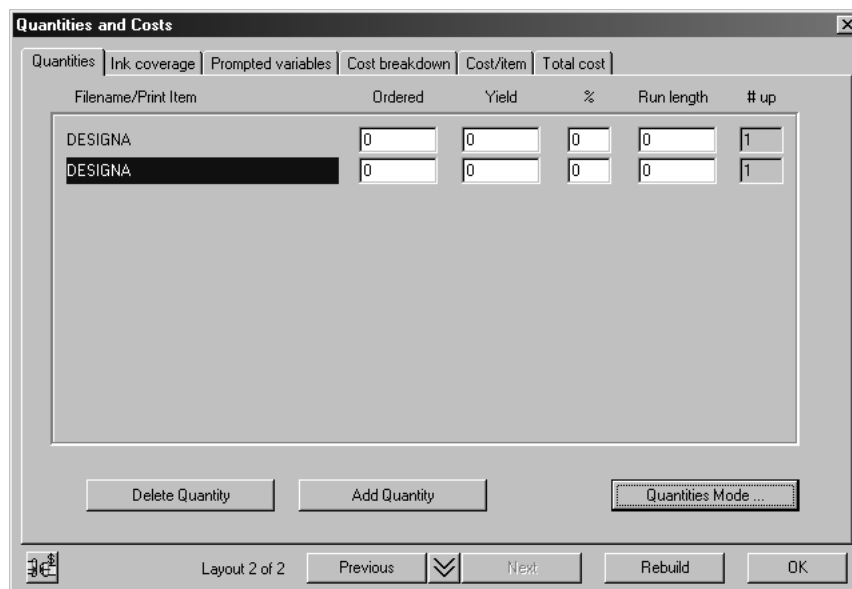 Quantities and Costs
Quantities Ink coverage Prompted variables Cost breakdown Cost/item Total cost
Filename/Print Item Ordered Yield % Run length # up
DESIGNA 0 0 0 0 1
DESIGNA 0 0 0 0 1
Delete Quantity Add Quantity Quantities Mode ...
Layout 2 of 2 Previous Next Rebuild OK